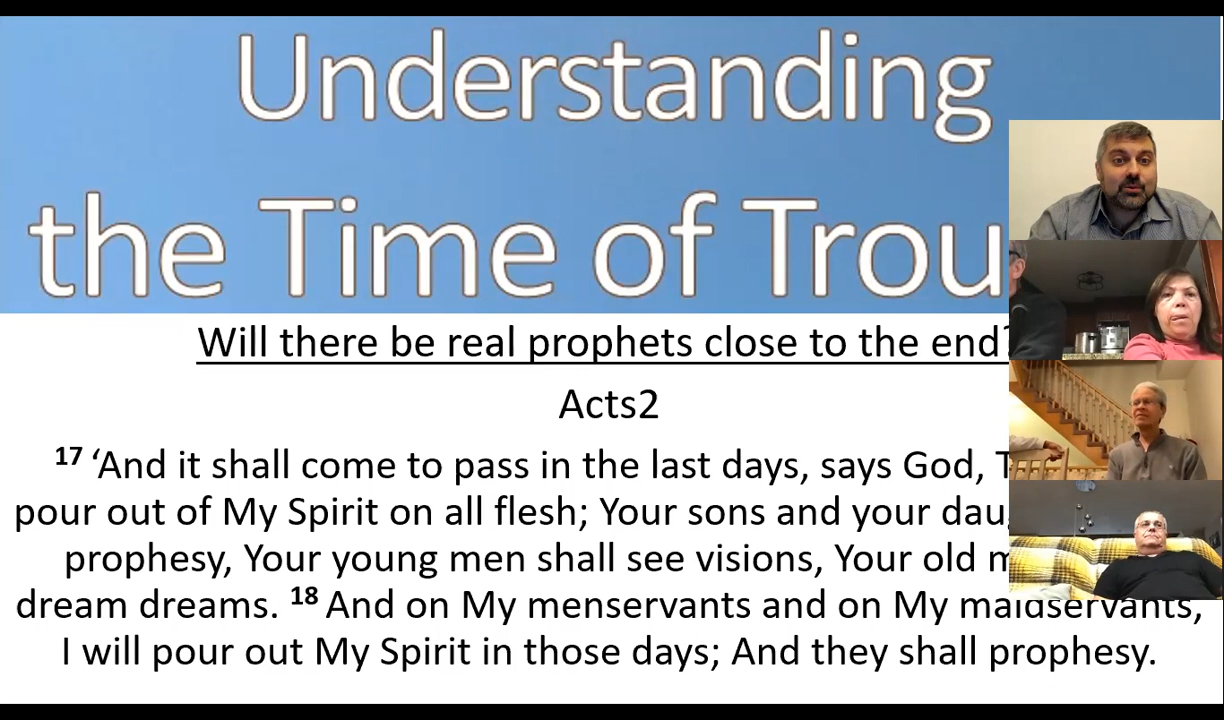 Understanding
the Time of Trou
Will there be real prophets close to the end?
Acts2
17 ‘And it shall come to pass in the last days, says God,
pour out of My Spirit on all flesh; Your sons and your
prophesy, Your young men shall see visions, Your old
dream dreams. 18 And on My menservants and on My maidservants,
I will pour out My Spirit in those days; And they shall prophesy.